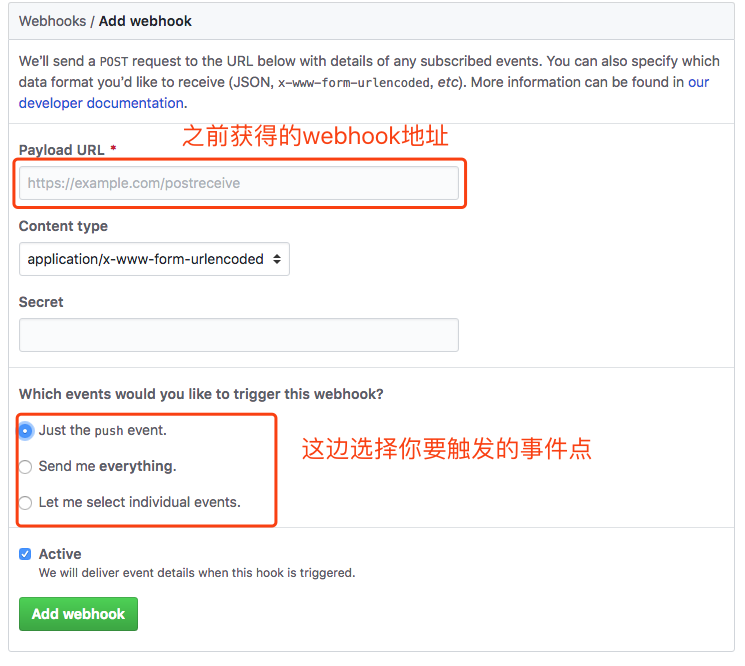 Webhooks / Add webhook
We'll send a POST request to the URL below with details of any subscribed events. You can also specify which
data format you'd like to receive (JSON, x-www-form-urlencoded, etc). More information can be found in our
developer documentation.
之前获得的webhook地址
Payload URL *
https://example.com/postreceive
Content type
application/x-www-form-urlencoded
Secret
Which events would you like to trigger this webhook?
Just the push event.
这边选择你要触发的事件点
Send me everything.
Let me select individual events.
Active
We will deliver event details when this hook is triggered.
Add webhook